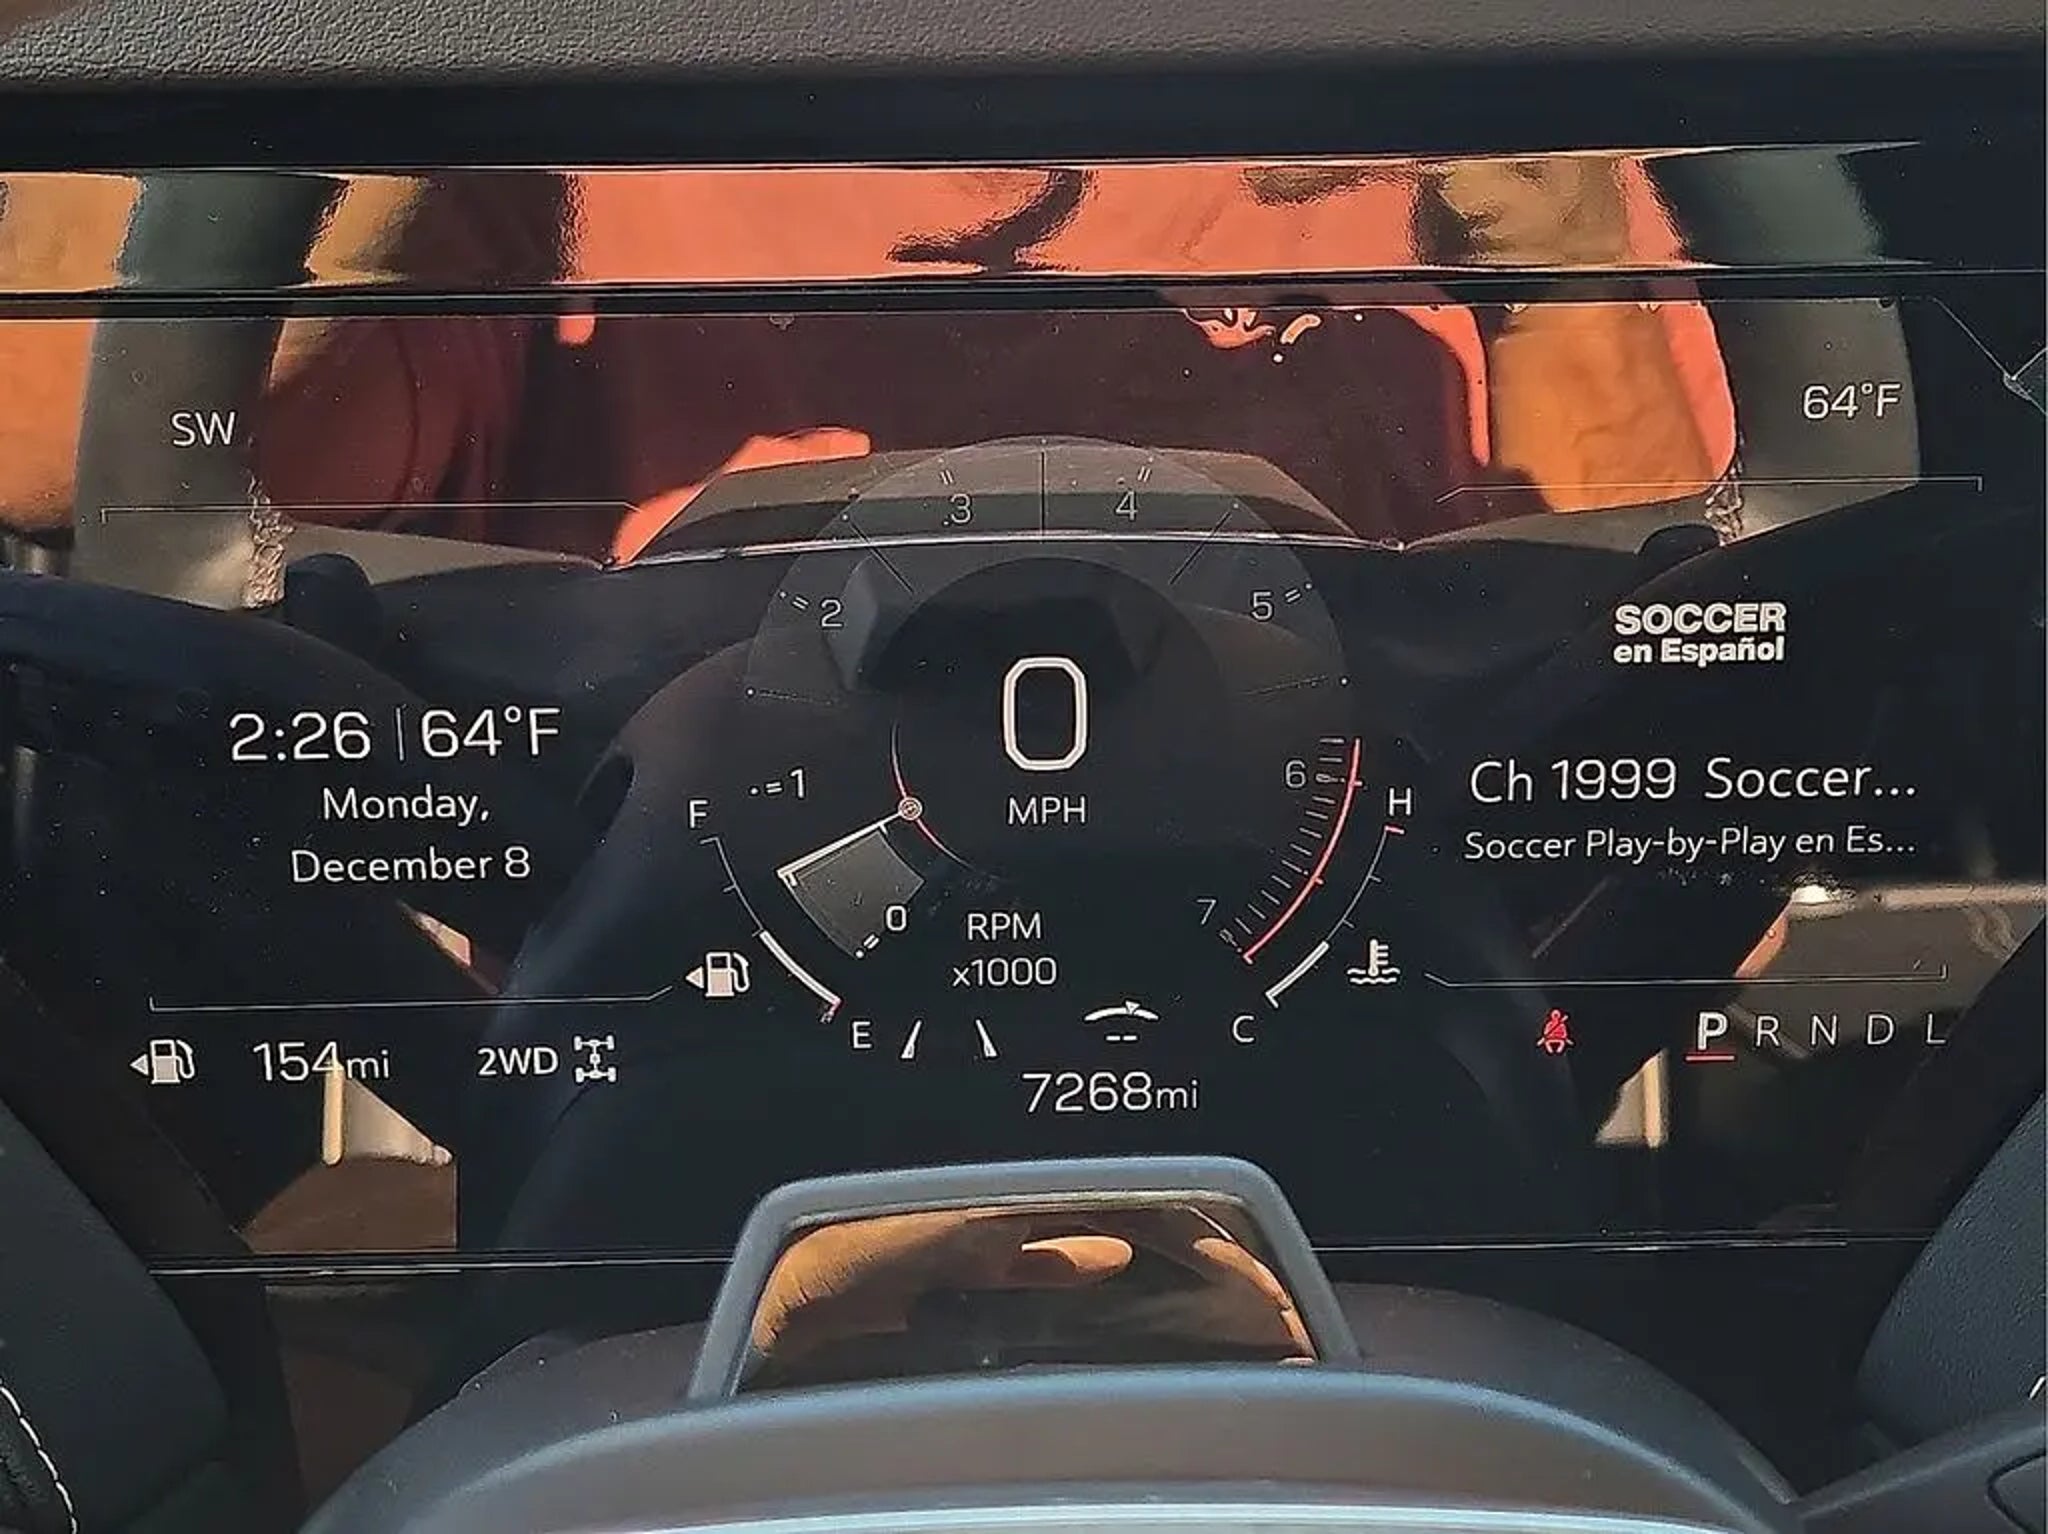 SW
64°F
3
4
2
5
SOCCER
en Español
2:26 | 64°F
Monday,
December 8
0
MPH
1
6
F
H
Ch 1999 Soccer...
Soccer Play-by-Play en Es...
0
7
RPM
x1000
E
C
--
154mi
2WD
P R N D L
7268mi